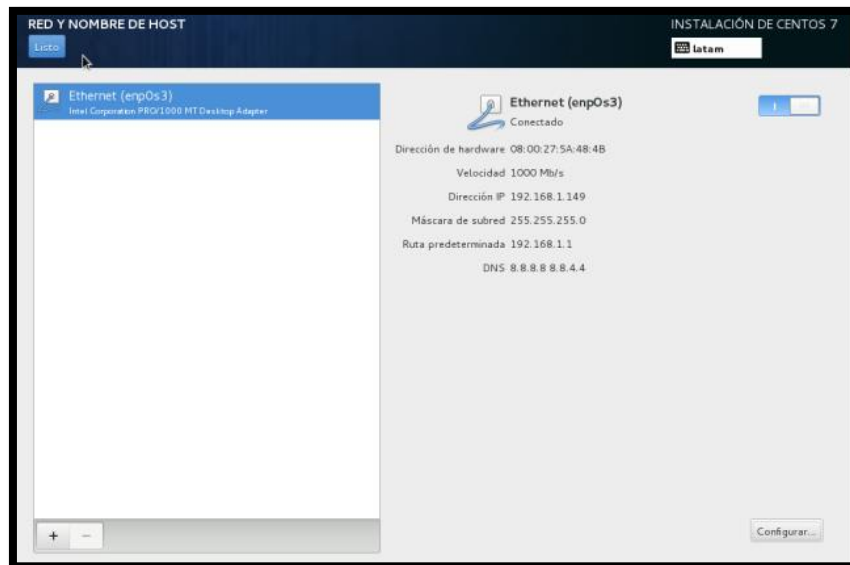 RED Y NOMBRE DE HOST
INSTALACIÓN DE CENTOS 7
Listo
latam
Ethernet (enp0s3)
Intel Corporation PRO/1000 MT Desktop Adapter
Ethernet (enp0s3)
Conectado
Dirección de hardware 08:00:27:5A:48:4B
Velocidad 1000 Mb/s
Dirección IP 192.168.1.149
Máscara de subred 255.255.255.0
Ruta predeterminada 192.168.1.1
DNS 8.8.8.8 8.8.4.4
+ −
Configurar...